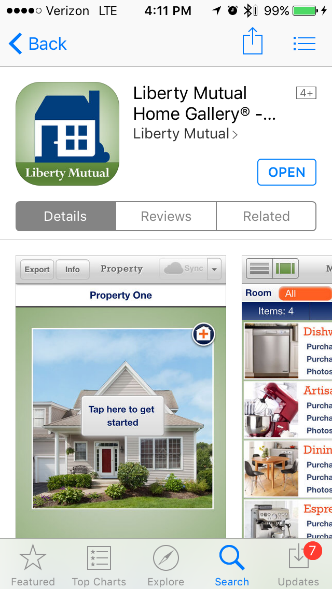 Verizon LTE 4:11 PM 99%
Back
Liberty Mutual
Home Gallery® -...
Liberty Mutual >
4+
OPEN
Liberty Mutual
Details Reviews Related
Export Info Property Sync
Property One
Tap here to get
started
Room All
Items: 4
Purcha
Purcha
Photos
Artisa
Purcha
Purcha
Photos
Purcha
Purcha
Photos
Espre
Purcha
Featured Top Charts Explore Search Updates
7